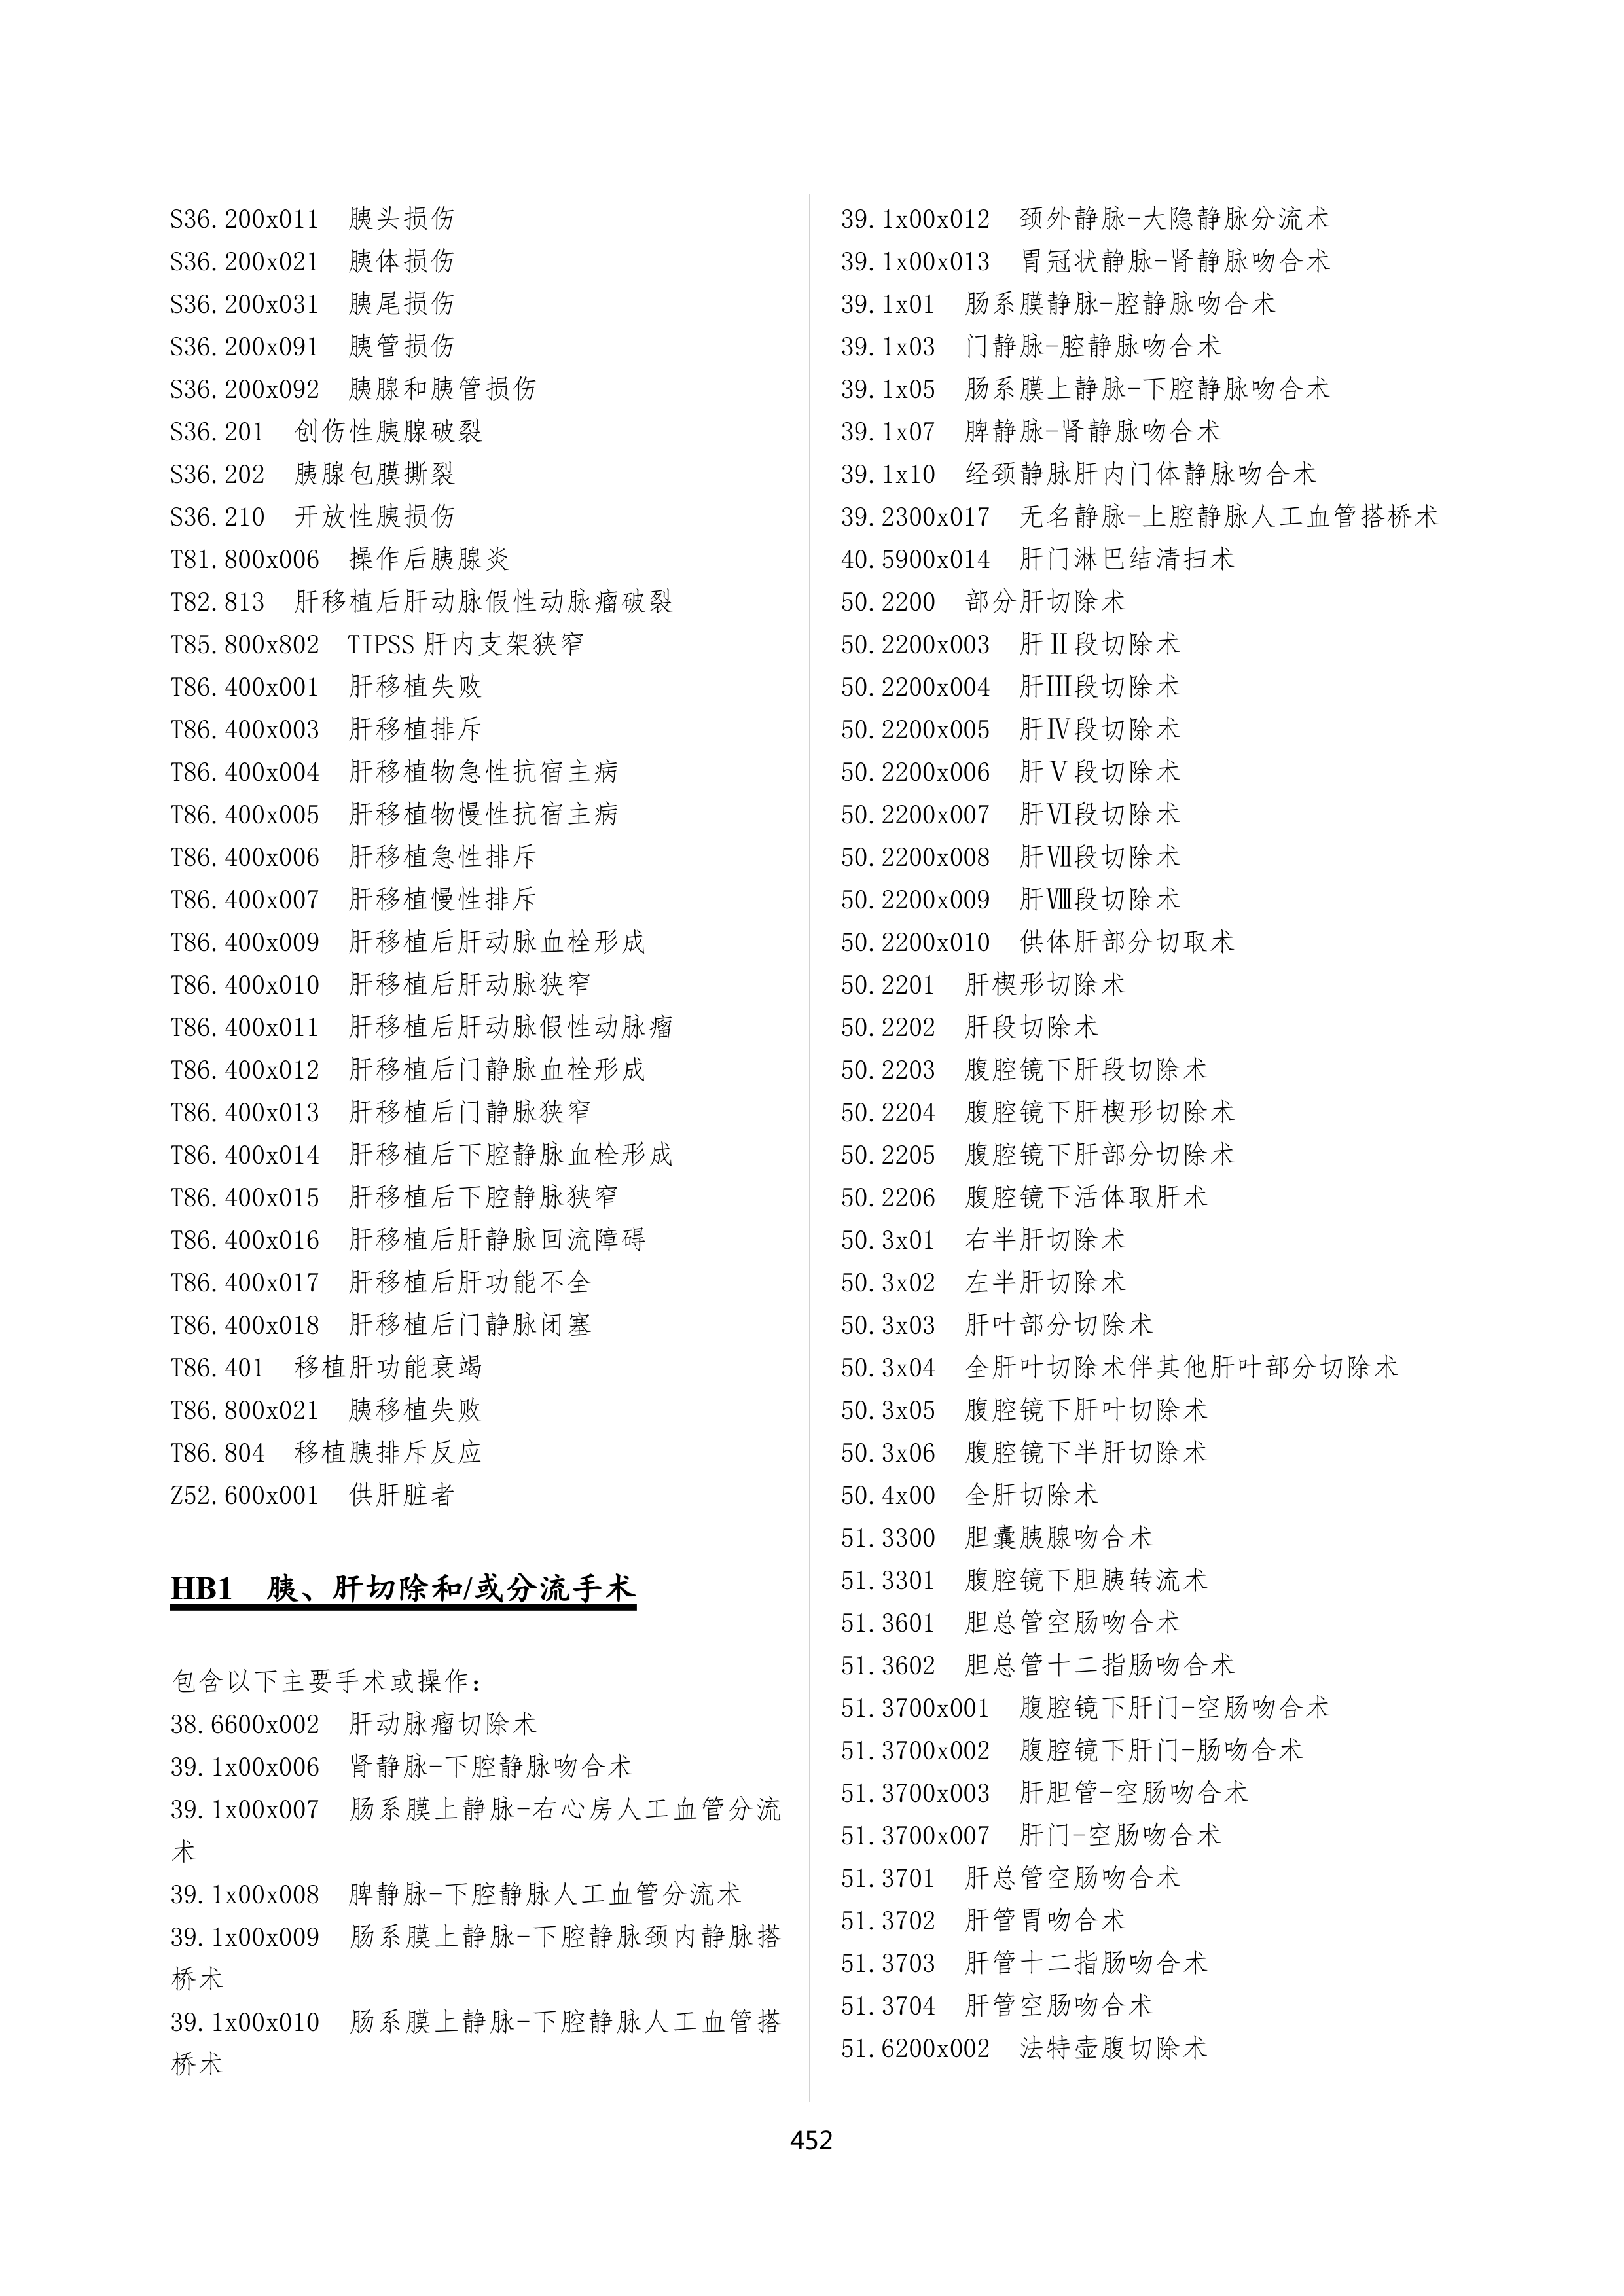 S36.200x011 胰头损伤
S36.200x021 胰体损伤
S36.200x031 胰尾损伤
S36.200x091 胰管损伤
S36.200x092 胰腺和胰管损伤
S36.201 创伤性胰腺破裂
S36.202 胰腺包膜撕裂
S36.210 开放性胰损伤
T81.800x006 操作后胰腺炎
T82.813 肝移植后肝动脉假性动脉瘤破裂
T85.800x802 TIPSS 肝内支架狭窄
T86.400x001 肝移植失败
T86.400x003 肝移植排斥
T86.400x004 肝移植物急性抗宿主病
T86.400x005 肝移植物慢性抗宿主病
T86.400x006 肝移植急性排斥
T86.400x007 肝移植慢性排斥
T86.400x009 肝移植后肝动脉血栓形成
T86.400x010 肝移植后肝动脉狭窄
T86.400x011 肝移植后肝动脉假性动脉瘤
T86.400x012 肝移植后门静脉血栓形成
T86.400x013 肝移植后门静脉狭窄
T86.400x014 肝移植后下腔静脉血栓形成
T86.400x015 肝移植后下腔静脉狭窄
T86.400x016 肝移植后肝静脉回流障碍
T86.400x017 肝移植后肝功能不全
T86.400x018 肝移植后门静脉闭塞
T86.401 移植肝功能衰竭
T86.800x021 胰移植失败
T86.804 移植胰排斥反应
Z52.600x001 供肝脏者
HB1 胰、肝切除和/或分流手术
包含以下主要手术或操作：
38.6600x002 肝动脉瘤切除术
39.1x00x006 肾静脉-下腔静脉吻合术
39.1x00x007 肠系膜上静脉-右心房人工血管分流
术
39.1x00x008 脾静脉-下腔静脉人工血管分流术
39.1x00x009 肠系膜上静脉-下腔静脉颈内静脉搭
桥术
39.1x00x010 肠系膜上静脉-下腔静脉人工血管搭
桥术
39.1x00x012 颈外静脉-大隐静脉分流术
39.1x00x013 胃冠状静脉-肾静脉吻合术
39.1x01 肠系膜静脉-腔静脉吻合术
39.1x03 门静脉-腔静脉吻合术
39.1x05 肠系膜上静脉-下腔静脉吻合术
39.1x07 脾静脉-肾静脉吻合术
39.1x10 经颈静脉肝内门体静脉吻合术
39.2300x017 无名静脉-上腔静脉人工血管搭桥术
40.5900x014 肝门淋巴结清扫术
50.2200 部分肝切除术
50.2200x003 肝Ⅱ段切除术
50.2200x004 肝Ⅲ段切除术
50.2200x005 肝Ⅳ段切除术
50.2200x006 肝Ⅴ段切除术
50.2200x007 肝Ⅵ段切除术
50.2200x008 肝Ⅶ段切除术
50.2200x009 肝Ⅷ段切除术
50.2200x010 供体肝部分切取术
50.2201 肝楔形切除术
50.2202 肝段切除术
50.2203 腹腔镜下肝段切除术
50.2204 腹腔镜下肝楔形切除术
50.2205 腹腔镜下肝部分切除术
50.2206 腹腔镜下活体取肝术
50.3x01 右半肝切除术
50.3x02 左半肝切除术
50.3x03 肝叶部分切除术
50.3x04 全肝叶切除术伴其他肝叶部分切除术
50.3x05 腹腔镜下肝叶切除术
50.3x06 腹腔镜下半肝切除术
50.4x00 全肝切除术
51.3300 胆囊胰腺吻合术
51.3301 腹腔镜下胆胰转流术
51.3601 胆总管空肠吻合术
51.3602 胆总管十二指肠吻合术
51.3700x001 腹腔镜下肝门-空肠吻合术
51.3700x002 腹腔镜下肝门-肠吻合术
51.3700x003 肝胆管-空肠吻合术
51.3700x007 肝门-空肠吻合术
51.3701 肝总管空肠吻合术
51.3702 肝管胃吻合术
51.3703 肝管十二指肠吻合术
51.3704 肝管空肠吻合术
51.6200x002 法特壶腹切除术
452